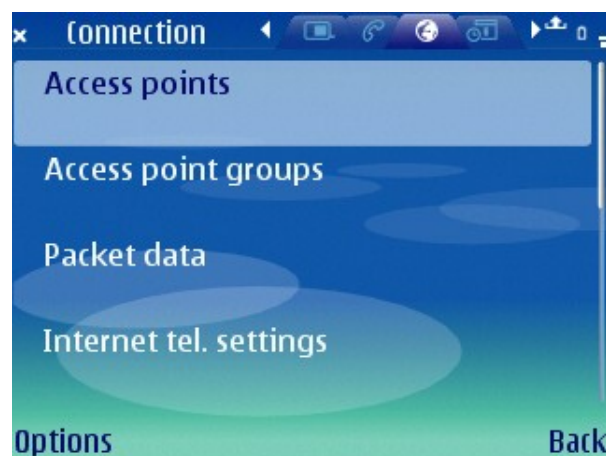 Connection
Access points
Access point groups
Packet data
Internet tel. settings
Options Back